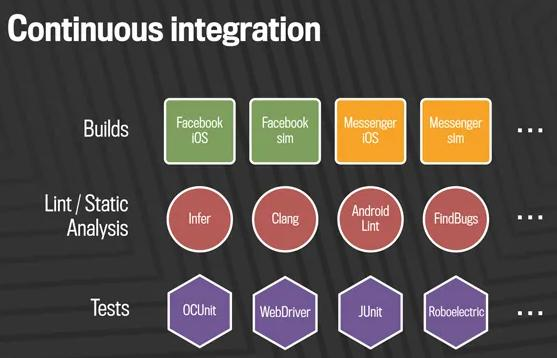 Continuous integration
Builds
Facebook
iOS
Facebook
sim
Messenger
iOS
Messenger
sim
...
Lint / Static
Analysis
Infer
Clang
Android
Lint
FindBugs
...
Tests
OCUnit
WebDriver
JUnit
Roboelectric
...